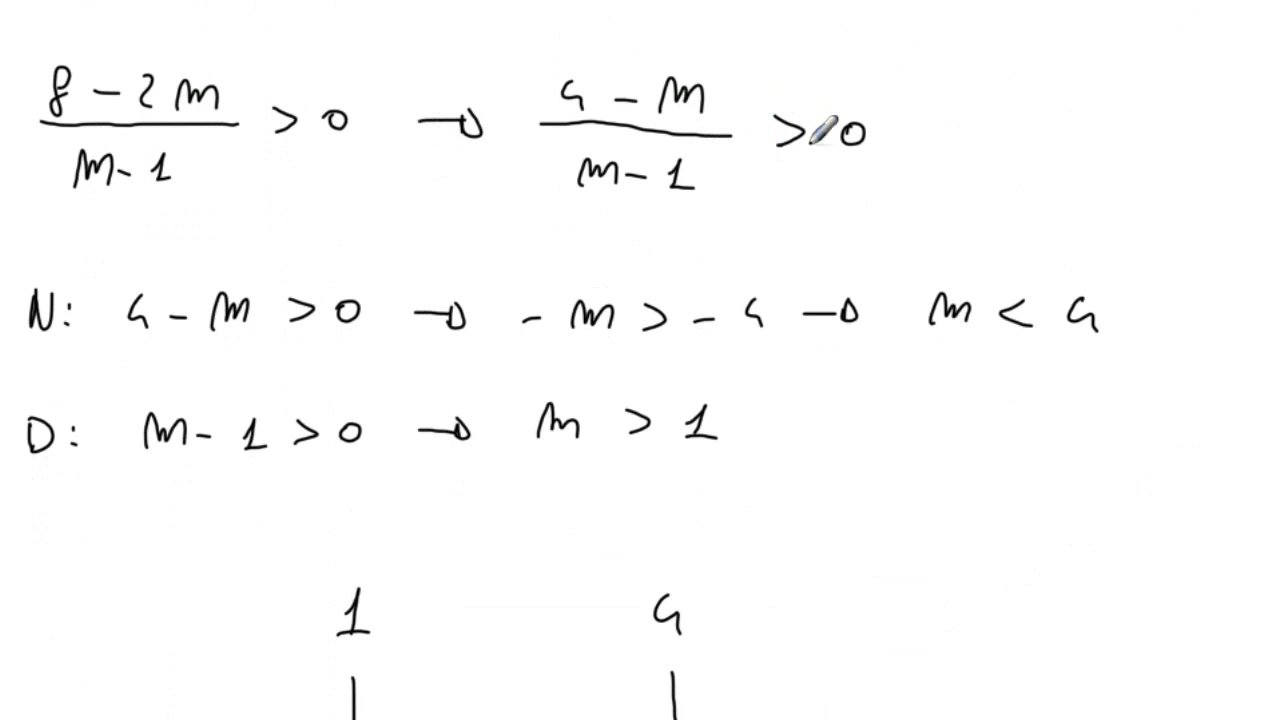 8 - 2m / m - 1 > 0 → 4 - m / m - 1 > 0
N: 4 - m > 0 → - m > - 4 → m < 4
D: m - 1 > 0 → m > 1
1 4